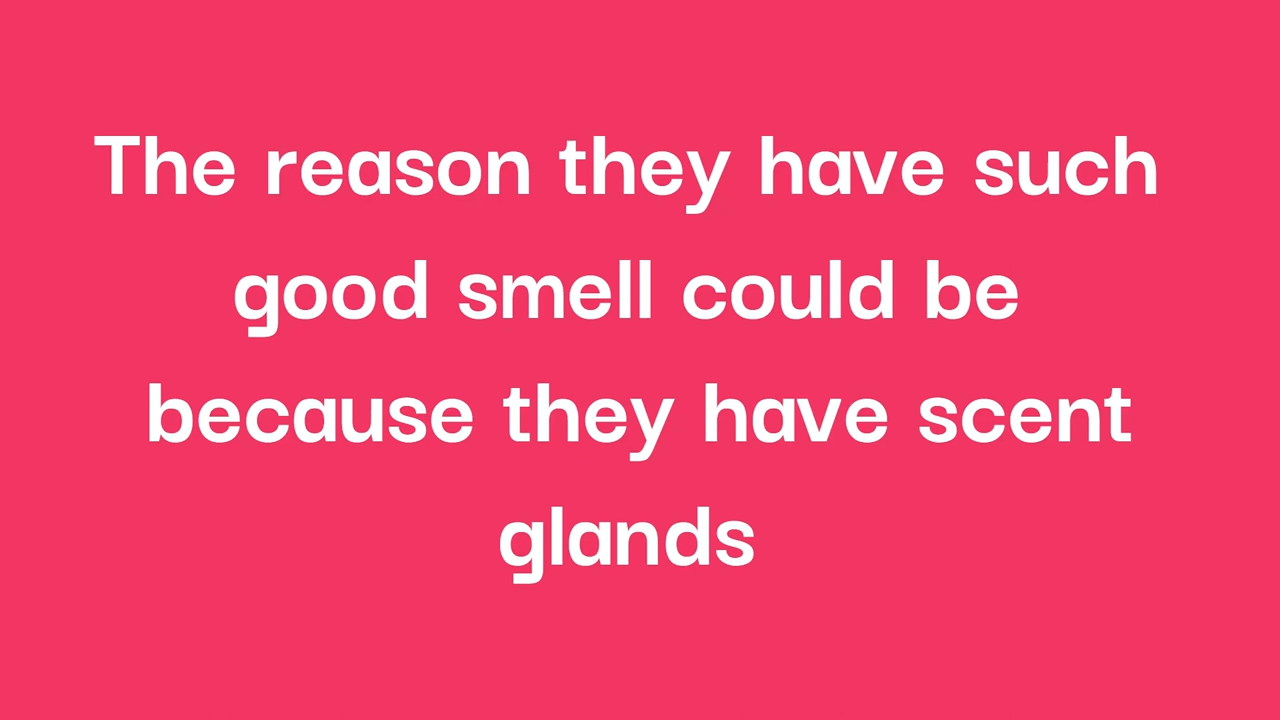 The reason they have such
good smell could be
because they have scent
glands